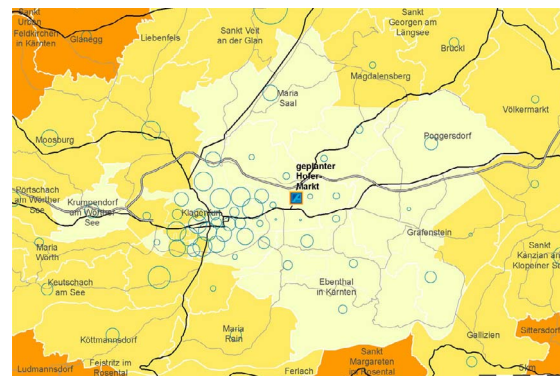 Sankt
Urban
Feldkirchen
in Kärnten
Glanegg
Liebenfels
Sankt Veit
an der Glan
Sankt
Georgen am
Längsee
Brückl
Magdalensberg
Maria
Saal
Völkermarkt
Moosburg
Poggersdorf
geplanter
Hofer-
Markt
Pörtschach
am Wörther
See
Krumpendorf
am Wörther
See
Klagenfurt
Grafenstein
Maria
Wörth
Sankt
Kanzian am
Klopeiner S
Keutschach
am See
Ebenthal
in Kärnten
Köttmannsdorf
Maria
Rain
Gallizien
Sittersdorf
Ludmannsdorf
Feistritz im
Rosental
Ferlach
Sankt
Margareten
im Rosental
5km